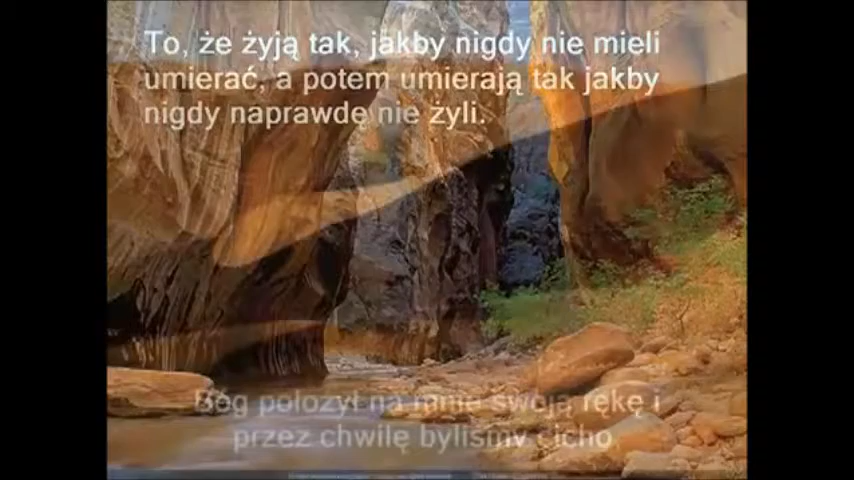 To, że żyją tak, jakby nigdy nie mieli
umierać, a potem umierają tak jakby
nigdy naprawdę nie żyli.
Bóg położył na mnie swoją rękę i
przez chwilę byliśmy cicho.